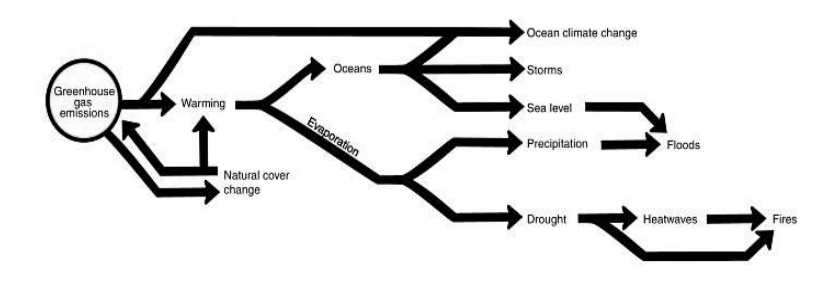 Ocean climate change
Oceans
Storms
Greenhouse
gas
emissions
Warming
Sea level
Evaporation
Precipitation
Floods
Natural cover
change
Drought
Heatwaves
Fires